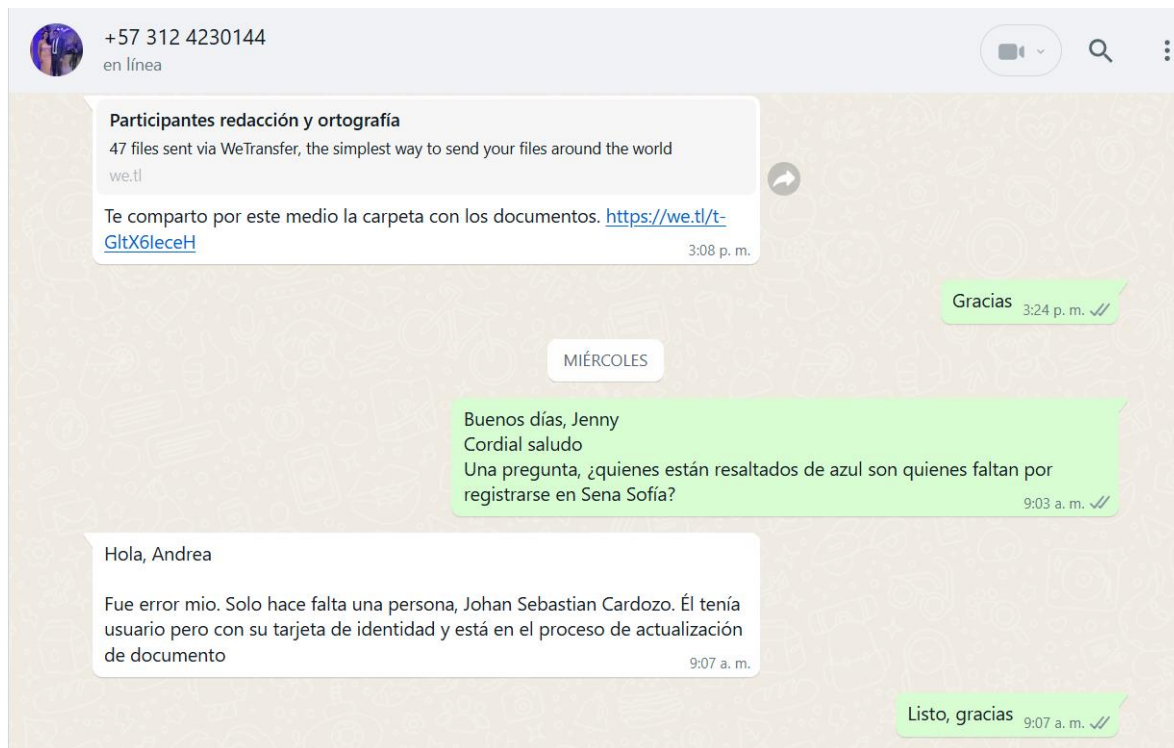 +57 312 4230144
en línea
Participantes redacción y ortografía
47 files sent via WeTransfer, the simplest way to send your files around the world
we.tl
Te comparto por este medio la carpeta con los documentos. https://we.tl/t-
GltX6IeceH
3:08 p. m.
Gracias 3:24 p. m.
MIÉRCOLES
Buenos días, Jenny
Cordial saludo
Una pregunta, ¿quienes están resaltados de azul son quienes faltan por
registrarse en Sena Sofía?
9:03 a. m.
Hola, Andrea
Fue error mio. Solo hace falta una persona, Johan Sebastian Cardozo. Él tenía
usuario pero con su tarjeta de identidad y está en el proceso de actualización
de documento
9:07 a. m.
Listo, gracias 9:07 a. m.